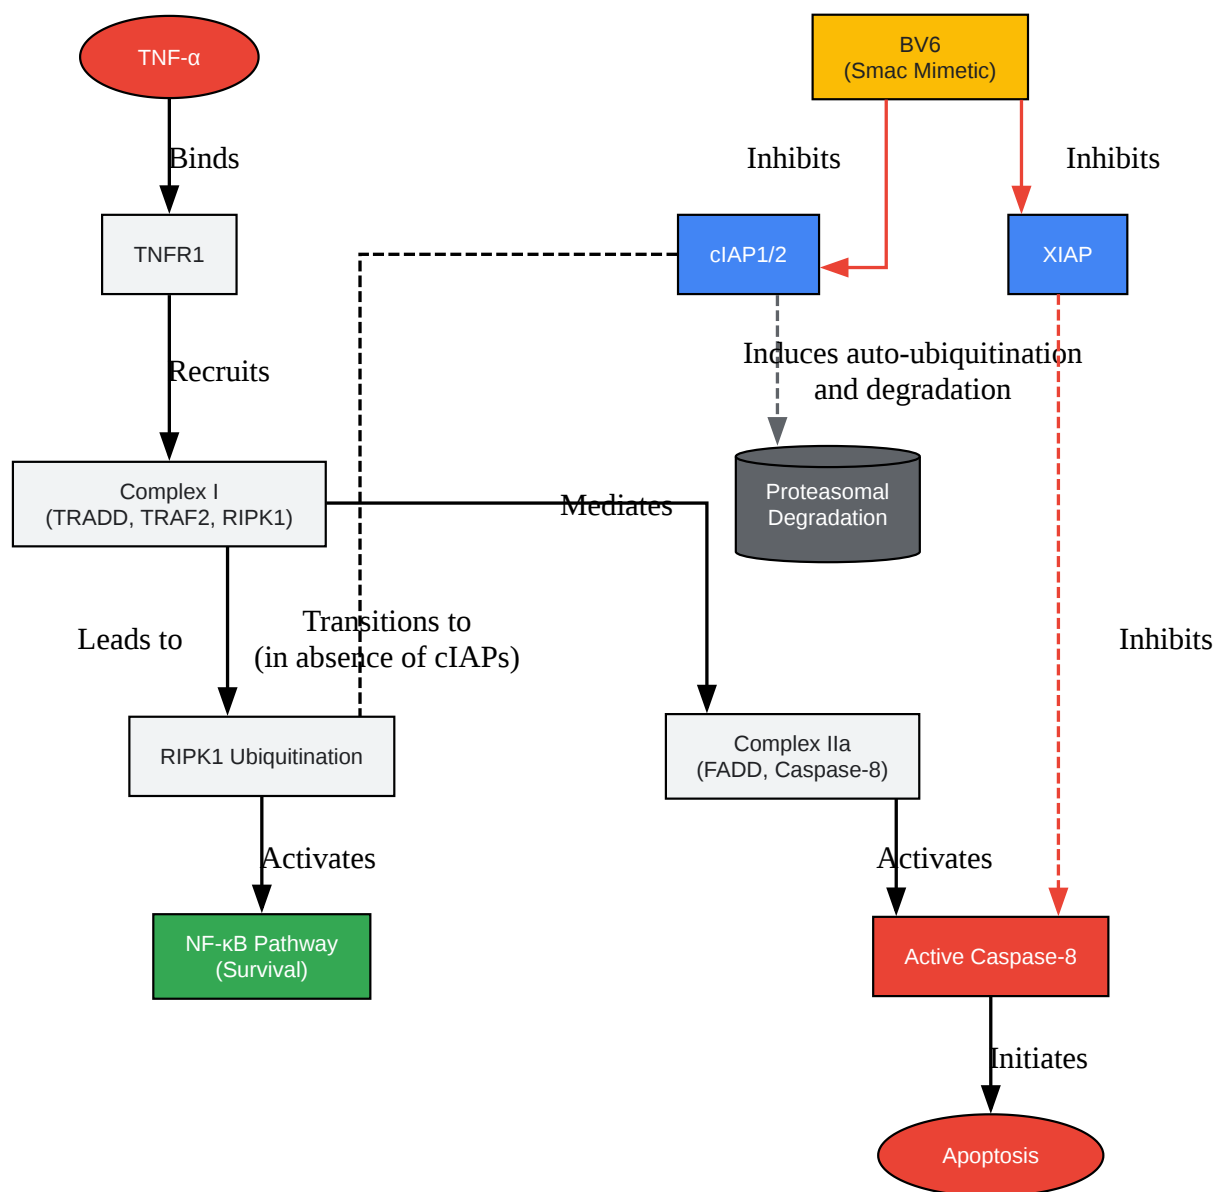 TNF-α
BV6
(Smac Mimetic)
Binds
Inhibits
Inhibits
TNFR1
cIAP1/2
XIAP
Recruits
Induces auto-ubiquitination
and degradation
Complex I
(TRADD, TRAF2, RIPK1)
Mediates
Proteasomal
Degradation
Leads to
Transitions to
(in absence of cIAPs)
Inhibits
RIPK1 Ubiquitination
Complex IIa
(FADD, Caspase-8)
Activates
Activates
NF-κB Pathway
(Survival)
Active Caspase-8
Initiates
Apoptosis